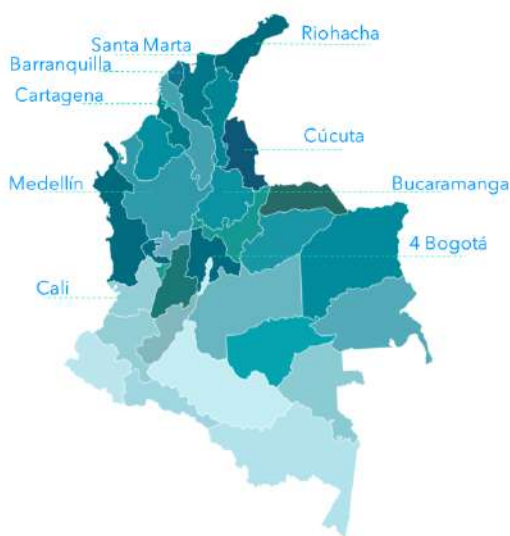 Riohacha
Santa Marta
Barranquilla
Cartagena
Cúcuta
Medellín
Bucaramanga
4 Bogotá
Cali